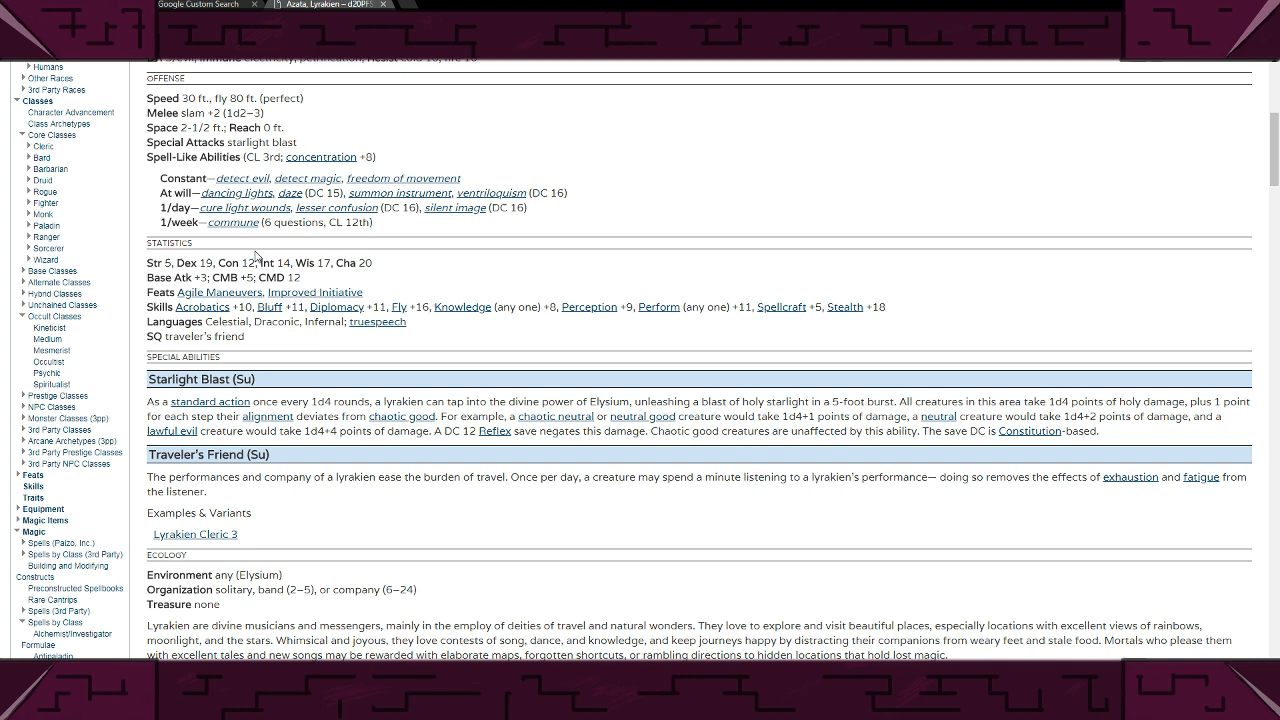 Google Custom Search
Azata, Lyrakien – d20PFS
Humans
Other Races
3rd Party Races
Classes
Character Advancement
Class Archetypes
Core Classes
Cleric
Bard
Barbarian
Druid
Rogue
Fighter
Monk
Paladin
Ranger
Sorcerer
Wizard
Base Classes
Alternate Classes
Hybrid Classes
Unchained Classes
Occult Classes
Kineticist
Medium
Mesmerist
Occultist
Psychic
Spiritualist
Prestige Classes
NPC Classes
Monster Classes (3pp)
3rd Party Classes
Arcane Archetypes (3pp)
3rd Party Prestige Classes
3rd Party NPC Classes
Feats
Skills
Traits
Equipment
Magic Items
Magic
Spells (Paizo, Inc.)
Spells by Class (3rd Party)
Building and Modifying
Constructs
Preconstructed Spellbooks
Rare Cantrips
Spells (3rd Party)
Spells by Class
Alchemist/Investigator
Formulae
Antipaladin
OFFENSE
Speed 30 ft., fly 80 ft. (perfect)
Melee slam +2 (1d2–3)
Space 2-1/2 ft.; Reach 0 ft.
Special Attacks starlight blast
Spell-Like Abilities (CL 3rd; concentration +8)
Constant—detect evil, detect magic, freedom of movement
At will—dancing lights, daze (DC 15), summon instrument, ventriloquism (DC 16)
1/day—cure light wounds, lesser confusion (DC 16), silent image (DC 16)
1/week—commune (6 questions, CL 12th)
STATISTICS
Str 5, Dex 19, Con 12, Int 14, Wis 17, Cha 20
Base Atk +3; CMB +5; CMD 12
Feats Agile Maneuvers, Improved Initiative
Skills Acrobatics +10, Bluff +11, Diplomacy +11, Fly +16, Knowledge (any one) +8, Perception +9, Perform (any one) +11, Spellcraft +5, Stealth +18
Languages Celestial, Draconic, Infernal; truespeech
SQ traveler's friend
SPECIAL ABILITIES
Starlight Blast (Su)
As a standard action once every 1d4 rounds, a lyrakien can tap into the divine power of Elysium, unleashing a blast of holy starlight in a 5-foot burst. All creatures in this area take 1d4 points of holy damage, plus 1 point
for each step their alignment deviates from chaotic good. For example, a chaotic neutral or neutral good creature would take 1d4+1 points of damage, a neutral creature would take 1d4+2 points of damage, and a
lawful evil creature would take 1d4+4 points of damage. A DC 12 Reflex save negates this damage. Chaotic good creatures are unaffected by this ability. The save DC is Constitution-based.
Traveler's Friend (Su)
The performances and company of a lyrakien ease the burden of travel. Once per day, a creature may spend a minute listening to a lyrakien's performance— doing so removes the effects of exhaustion and fatigue from
the listener.
Examples & Variants
Lyrakien Cleric 3
ECOLOGY
Environment any (Elysium)
Organization solitary, band (2–5), or company (6–24)
Treasure none
Lyrakien are divine musicians and messengers, mainly in the employ of deities of travel and natural wonders. They love to explore and visit beautiful places, especially locations with excellent views of rainbows,
moonlight, and the stars. Whimsical and joyous, they love contests of song, dance, and knowledge, and keep journeys happy by distracting their companions from weary feet and stale food. Mortals who please them
with excellent tales and new songs may be rewarded with elaborate maps, forgotten shortcuts, or rambling directions to hidden locations that hold lost magic.